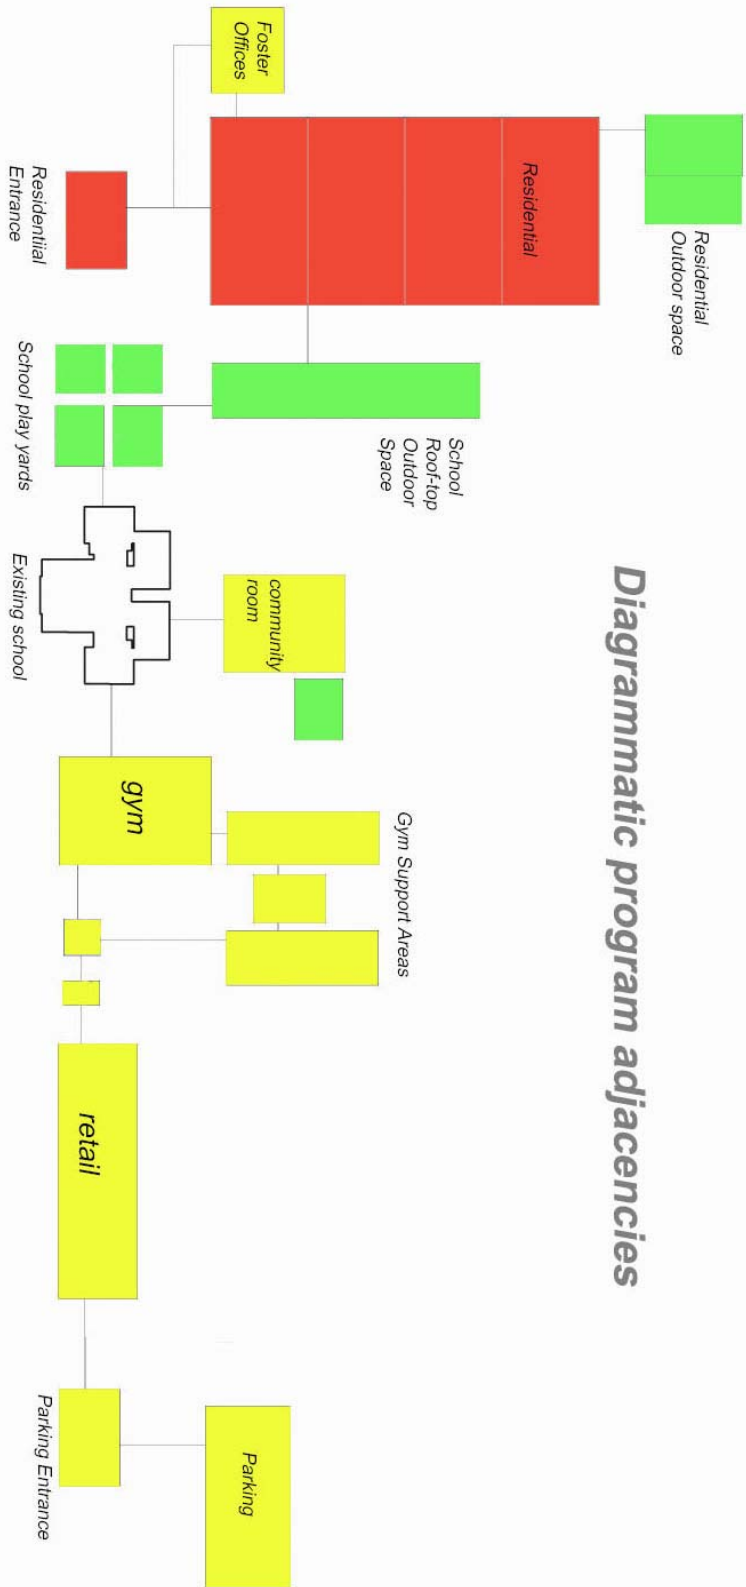 Diagrammatic program adjacencies
Residential
Outdoor space
Residential
Foster
Offices
Residentiial
Entrance
School
Roof-top
Outdoor
Space
School play yards
community
room
Existing school
Gym Support Areas
gym
retail
Parking
Parking Entrance